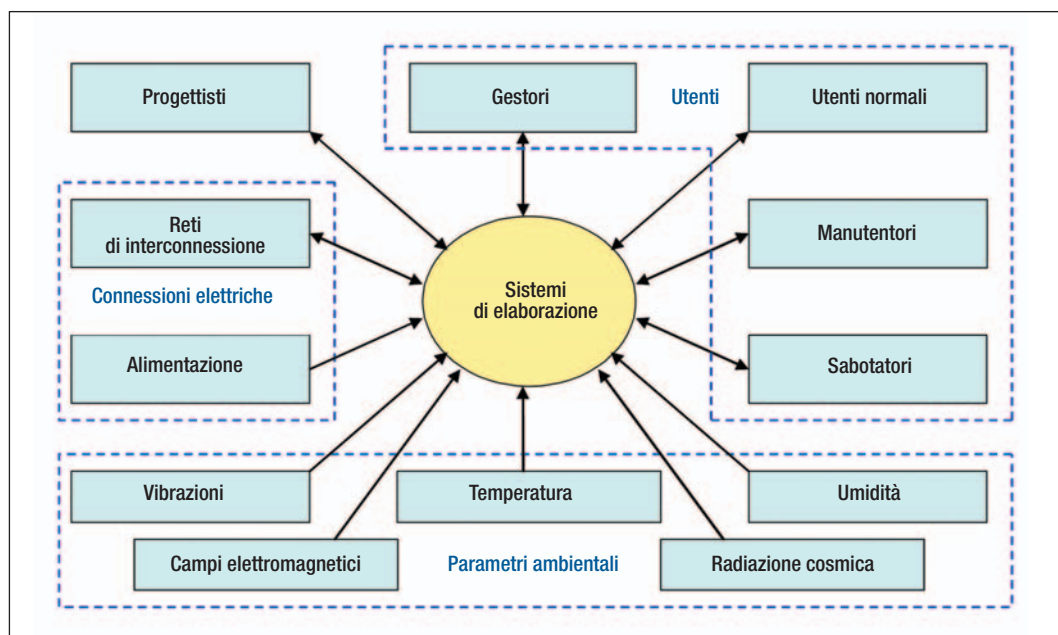 Progettisti
Gestori
Utenti
Utenti normali
Reti
di interconnessione
Manutentori
Connessioni elettriche
Sistemi
di elaborazione
Alimentazione
Sabotatori
Vibrazioni
Temperatura
Umidità
Campi elettromagnetici
Parametri ambientali
Radiazione cosmica